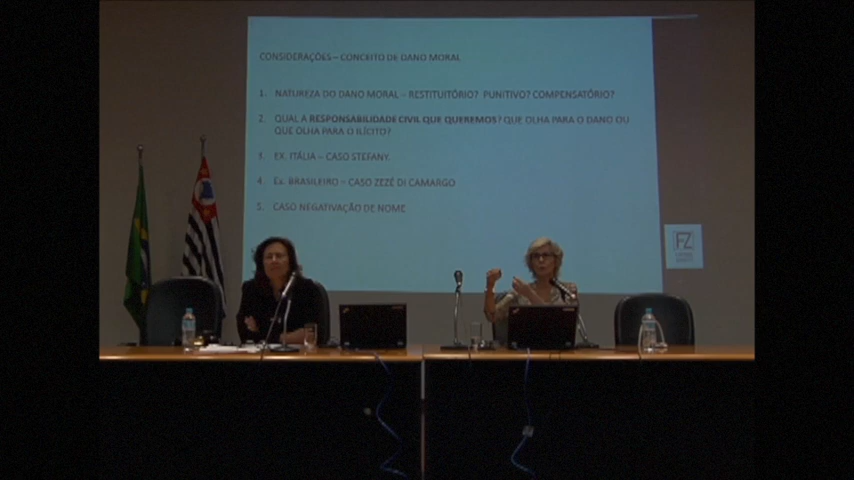 CONSIDERAÇÕES – CONCEITO DE DANO MORAL
1. NATUREZA DO DANO MORAL – RESTITUITÓRIO? PUNITIVO? COMPENSATÓRIO?
2. QUAL A RESPONSABILIDADE CIVIL QUE QUEREMOS? QUE OLHA PARA O DANO OU
QUE OLHA PARA O ILÍCITO?
3. EX. ITÁLIA – CASO STEFANY.
4. Ex. BRASILEIRO – CASO ZEZÉ DI CAMARGO
5. CASO NEGATIVAÇÃO DE NOME
FZ